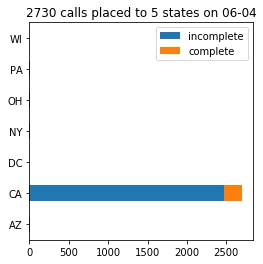 2730 calls placed to 5 states on 06-04
incomplete
complete
WI
PA
OH
NY
DC
CA
AZ
0 500 1000 1500 2000 2500